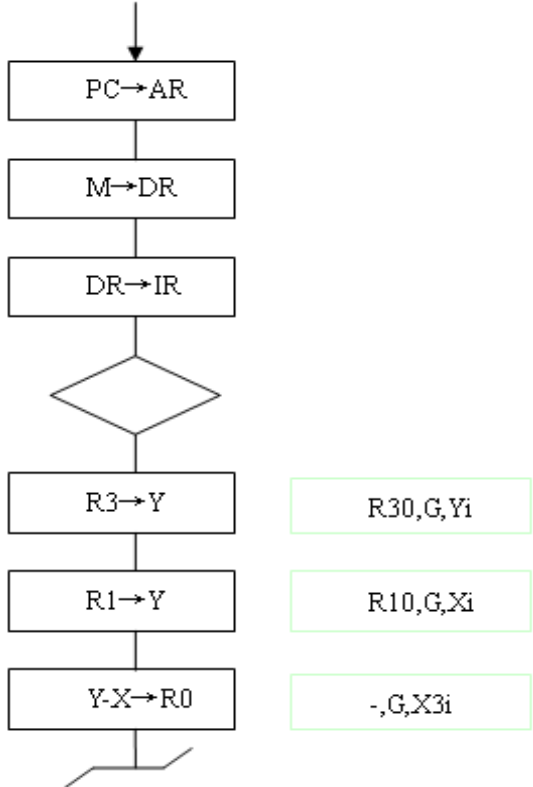 PC→AR
M→DR
DR→IR
R3→Y
R30,G,Yi
R1→Y
R10,G,Xi
Y-X→R0
-,G,X3i